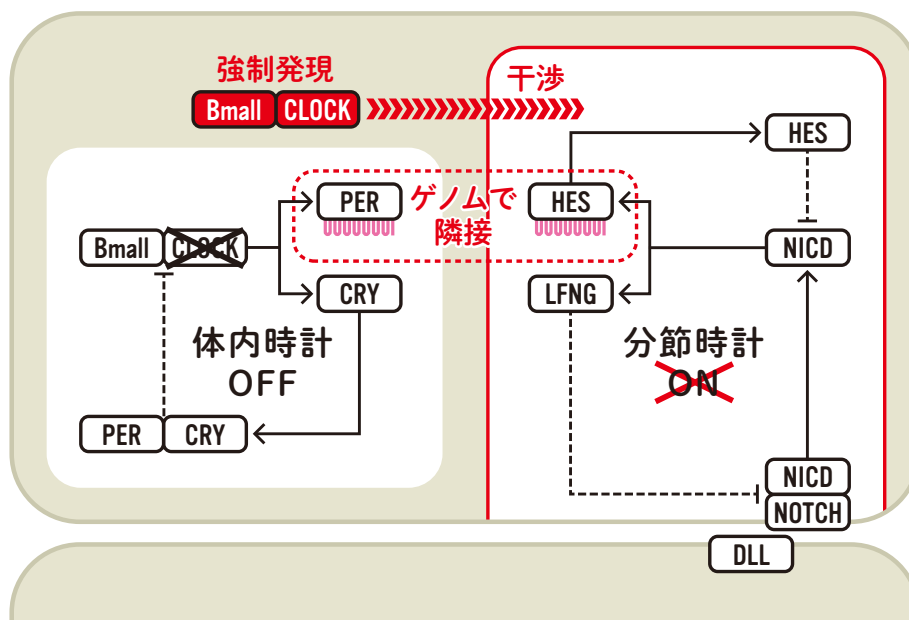 強制発現
Bmall CLOCK
干渉
HES
PER
ゲノムで
隣接
HES
Bmall CLOCK
NICD
CRY
LFNG
体内時計
OFF
分節時計
ON
PER CRY
NICD
NOTCH
DLL